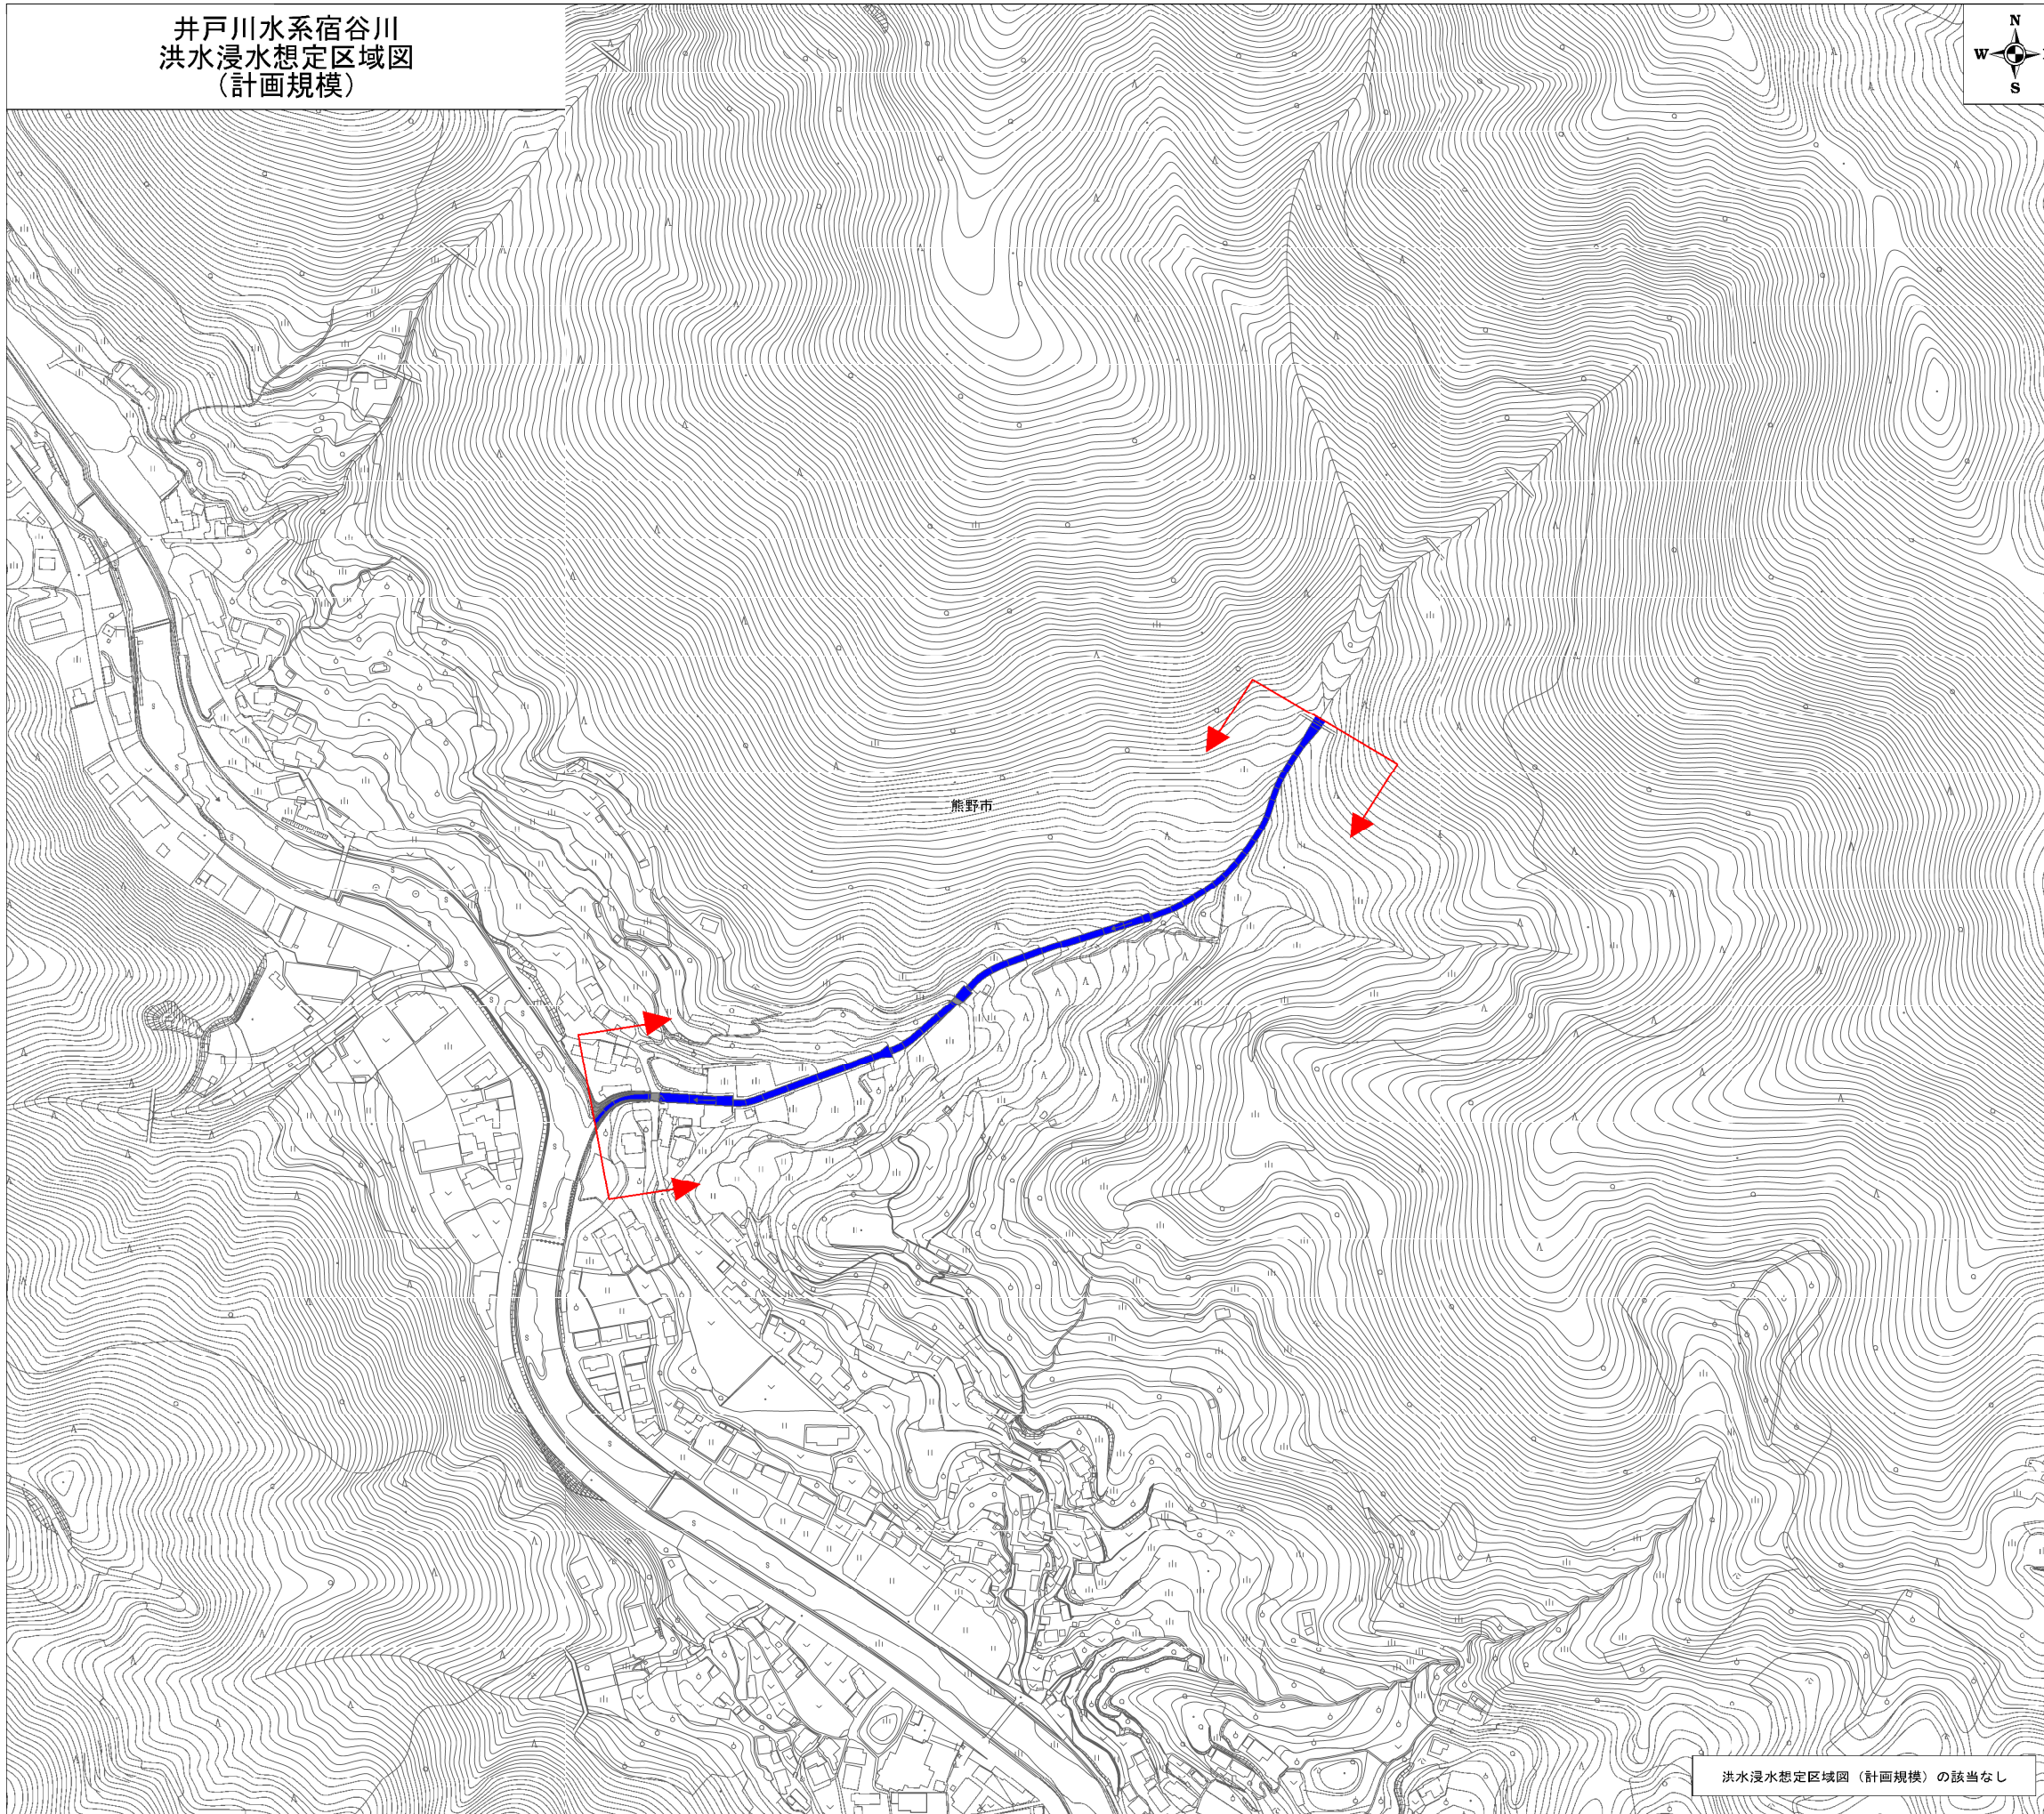 井戸川水系宿谷川
洪水浸水想定区域図
（計画規模）
N
W
S
熊野市
洪水浸水想定区域図（計画規模）の該当なし